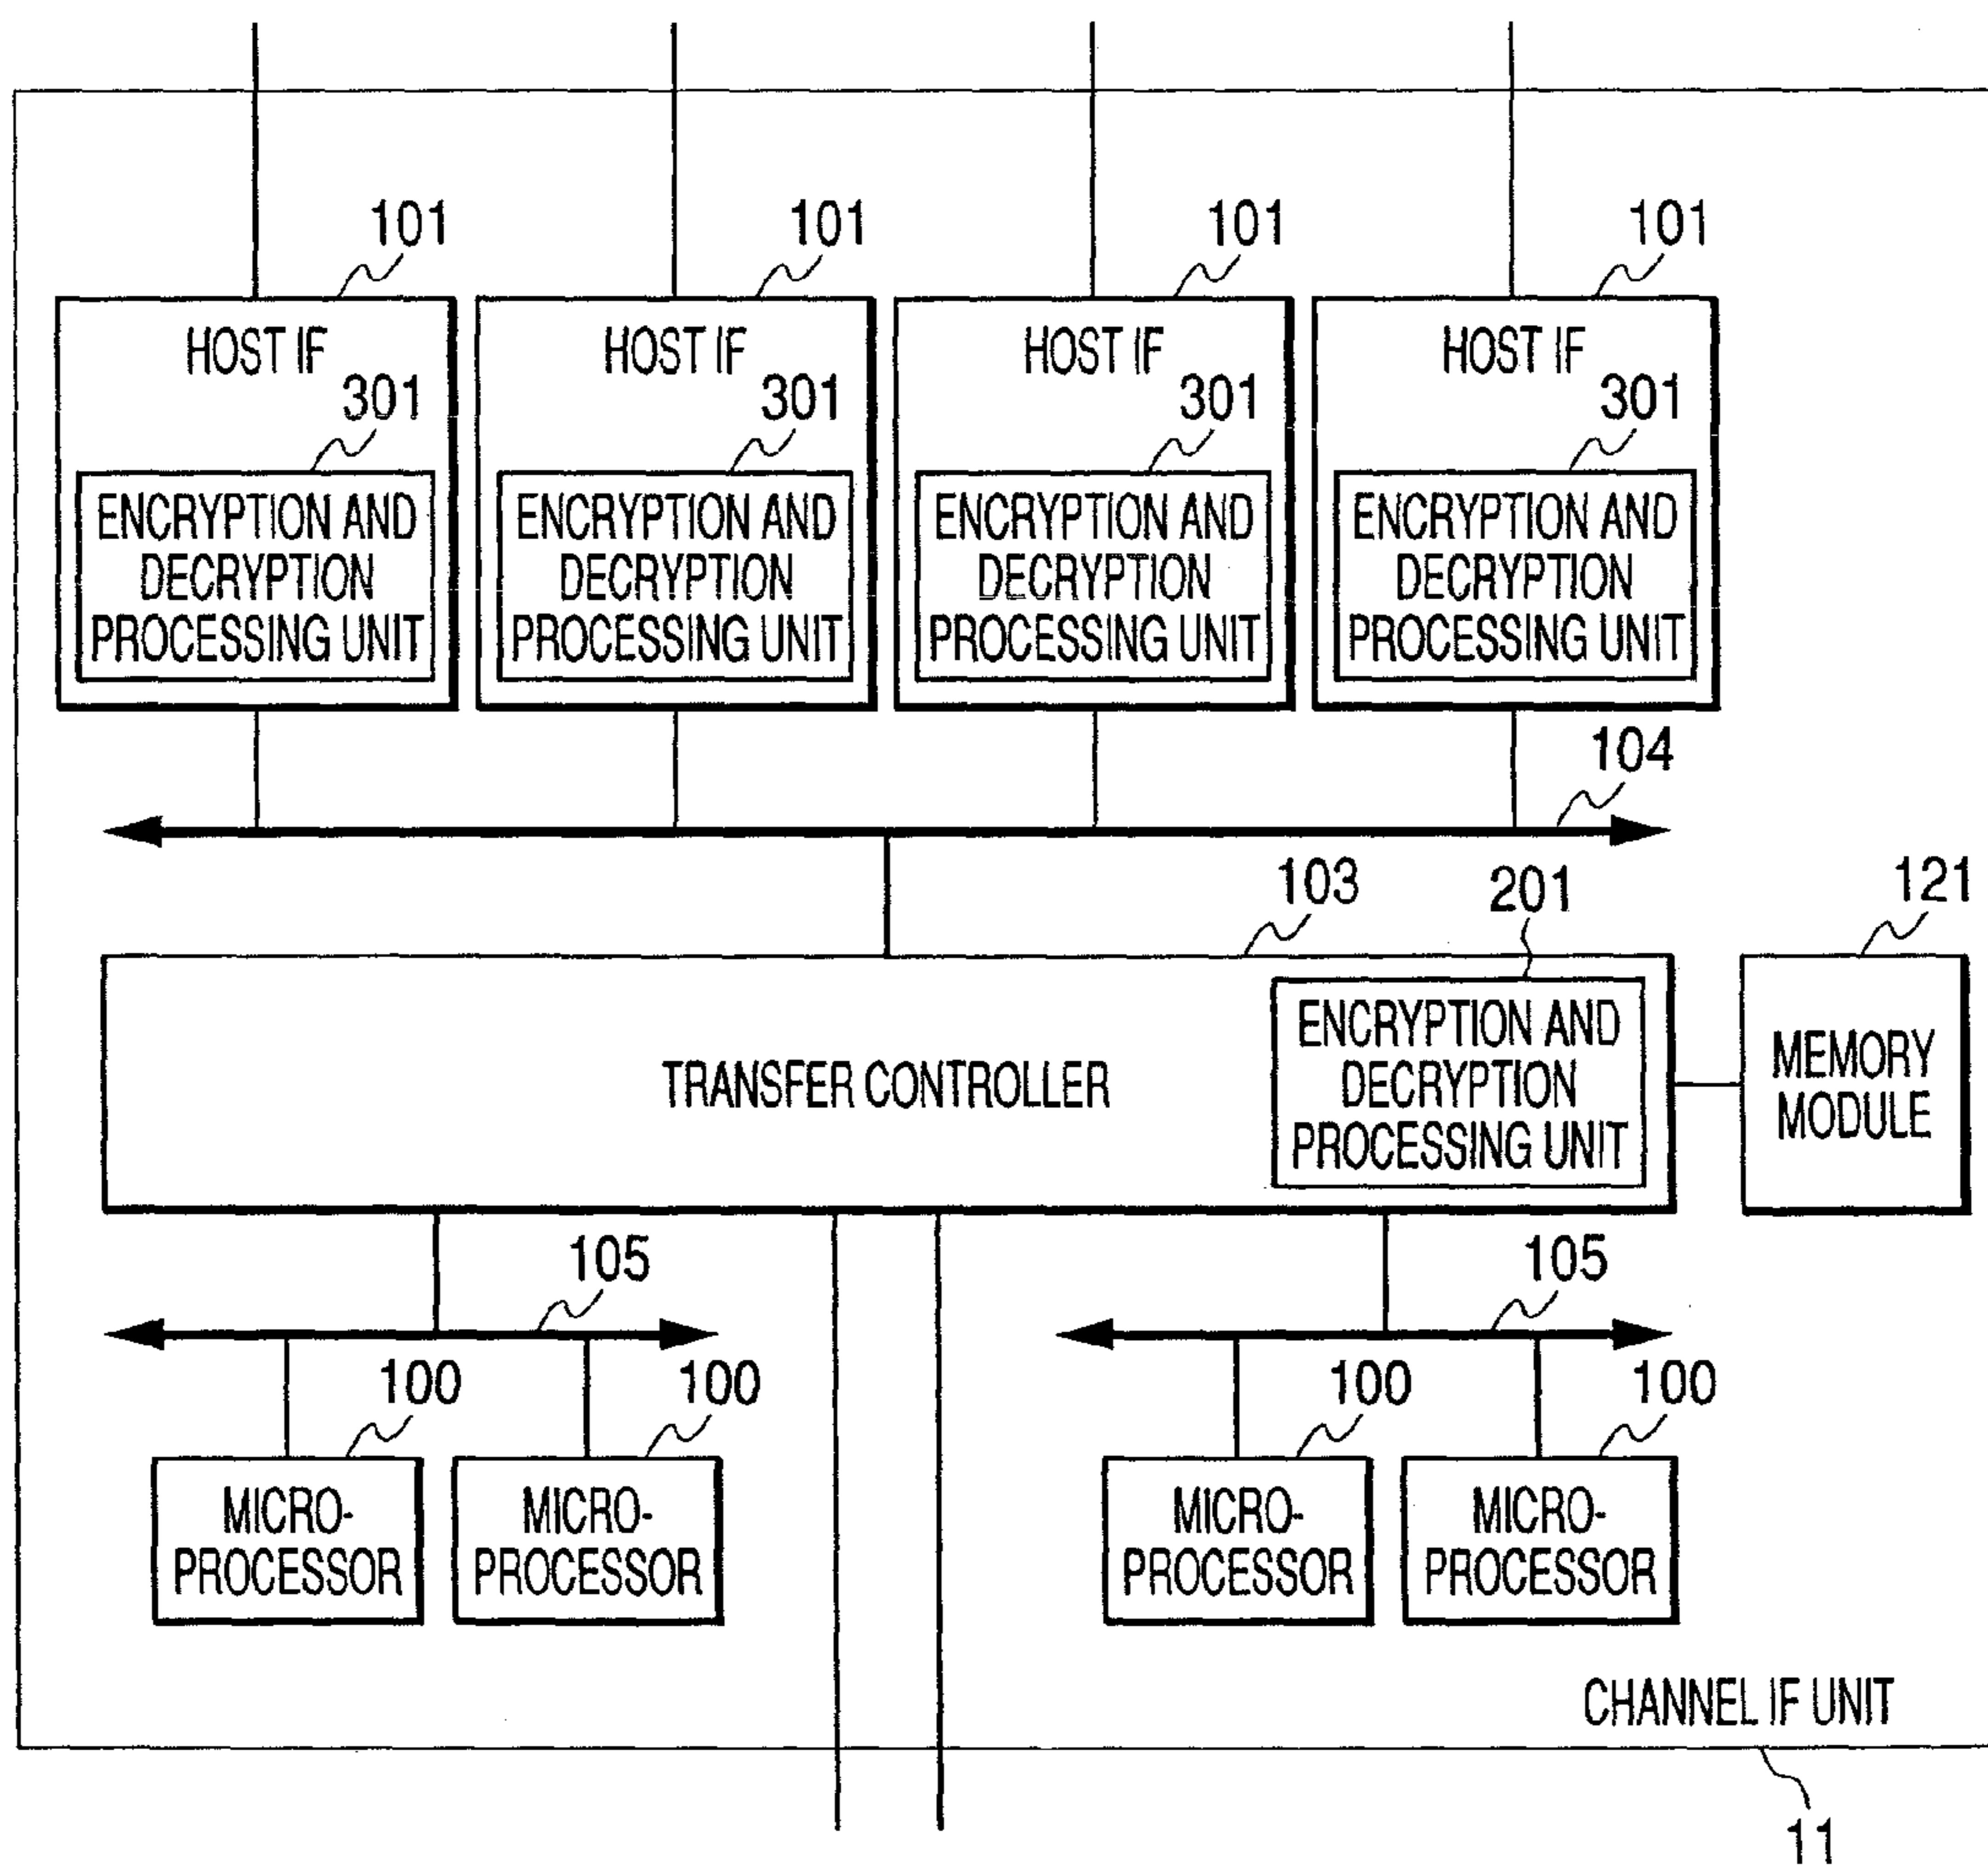 101
101
101
101
HOST IF
HOST IF
HOST IF
HOST IF
301
301
301
301
ENCRYPTION AND
DECRYPTION
PROCESSING UNIT
ENCRYPTION AND
DECRYPTION
PROCESSING UNIT
ENCRYPTION AND
DECRYPTION
PROCESSING UNIT
ENCRYPTION AND
DECRYPTION
PROCESSING UNIT
104
103
201
121
TRANSFER CONTROLLER
ENCRYPTION AND
DECRYPTION
PROCESSING UNIT
MEMORY
MODULE
105
105
100
100
100
100
MICRO-
PROCESSOR
MICRO-
PROCESSOR
MICRO-
PROCESSOR
MICRO-
PROCESSOR
CHANNEL IF UNIT
11